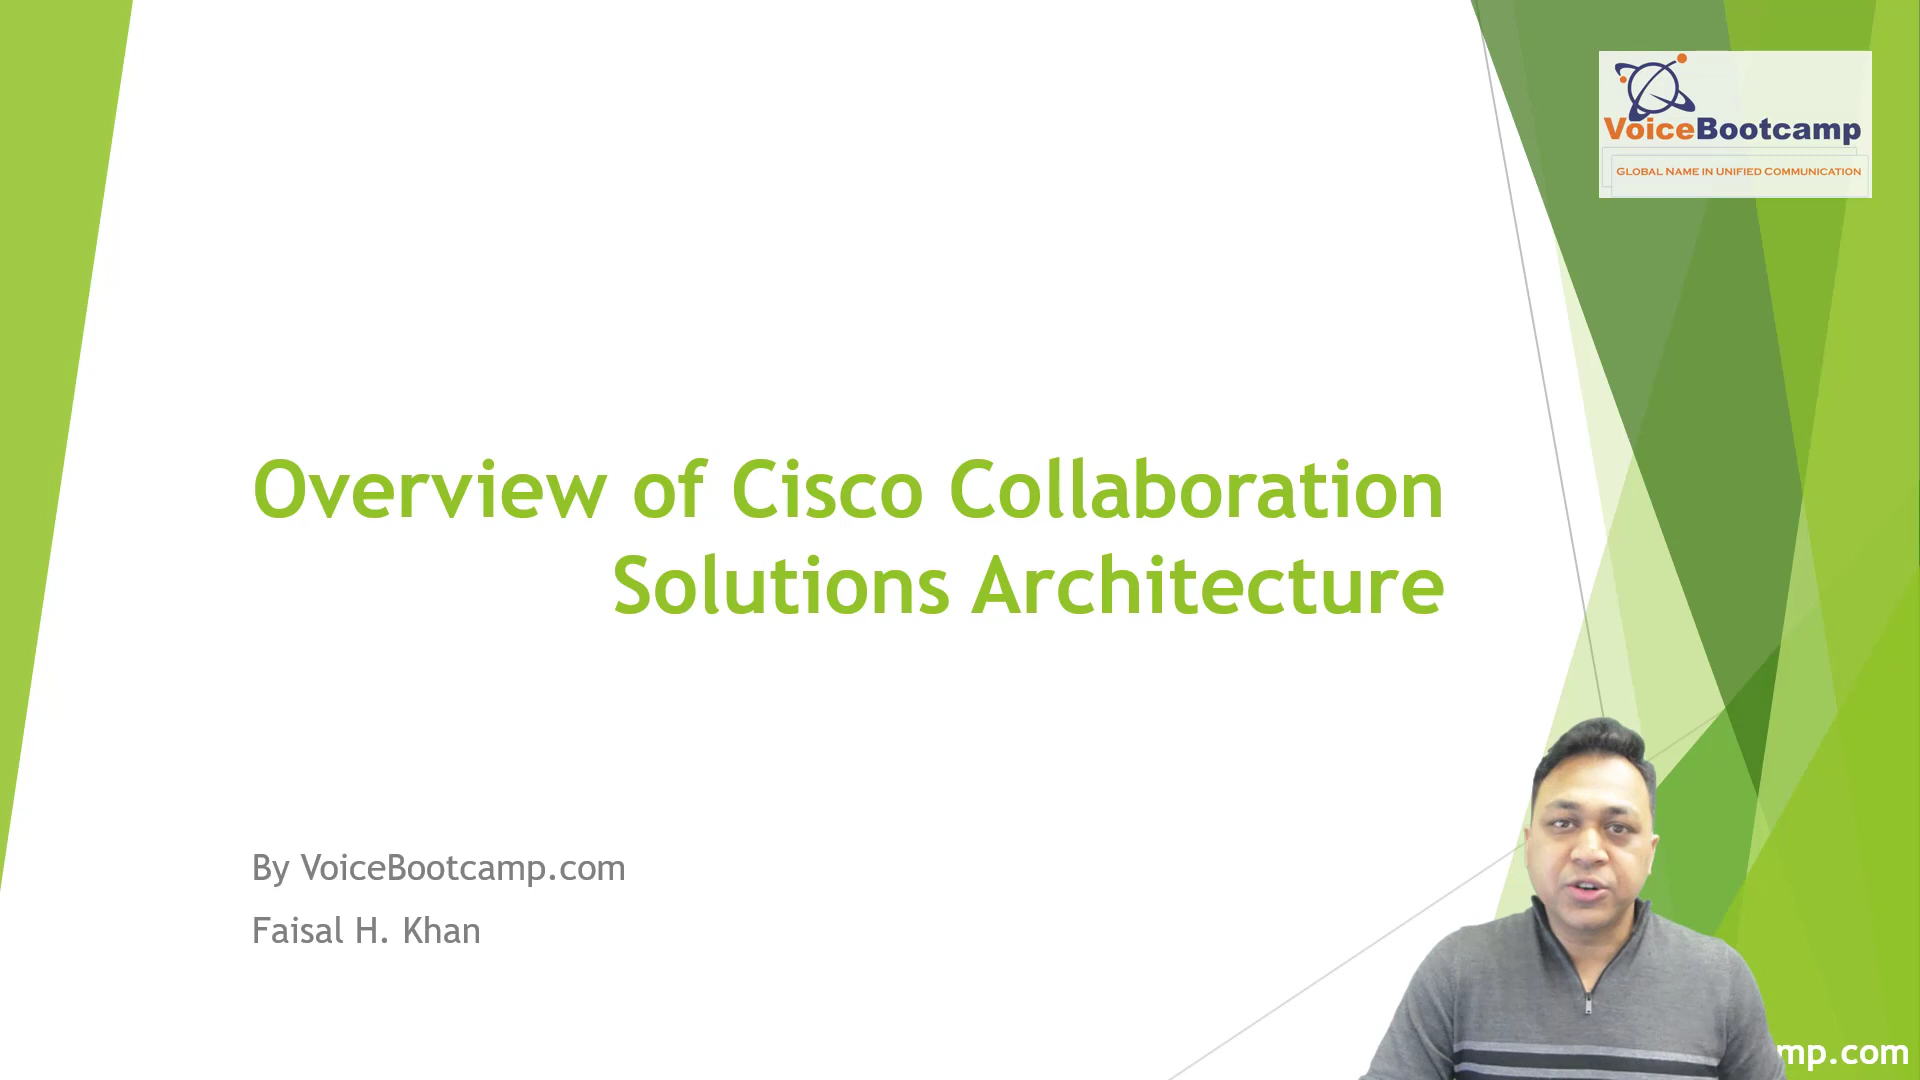 VoiceBootcamp
GLOBAL NAME IN UNIFIED COMMUNICATION
Overview of Cisco Collaboration
Solutions Architecture
By VoiceBootcamp.com
Faisal H. Khan
mp.com